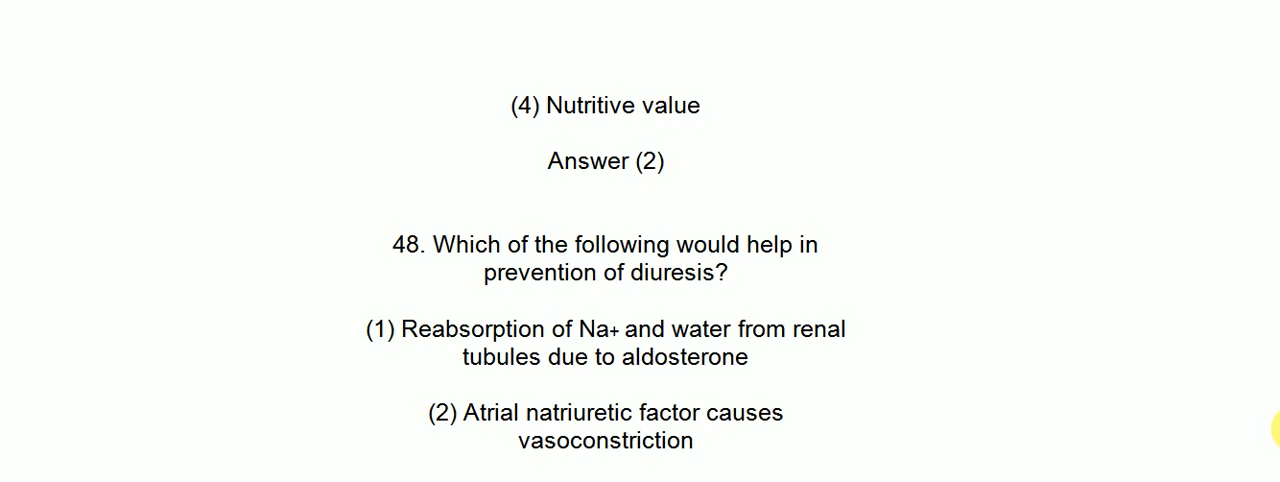 (4) Nutritive value
Answer (2)
48. Which of the following would help in
prevention of diuresis?
(1) Reabsorption of Na+ and water from renal
tubules due to aldosterone
(2) Atrial natriuretic factor causes
vasoconstriction